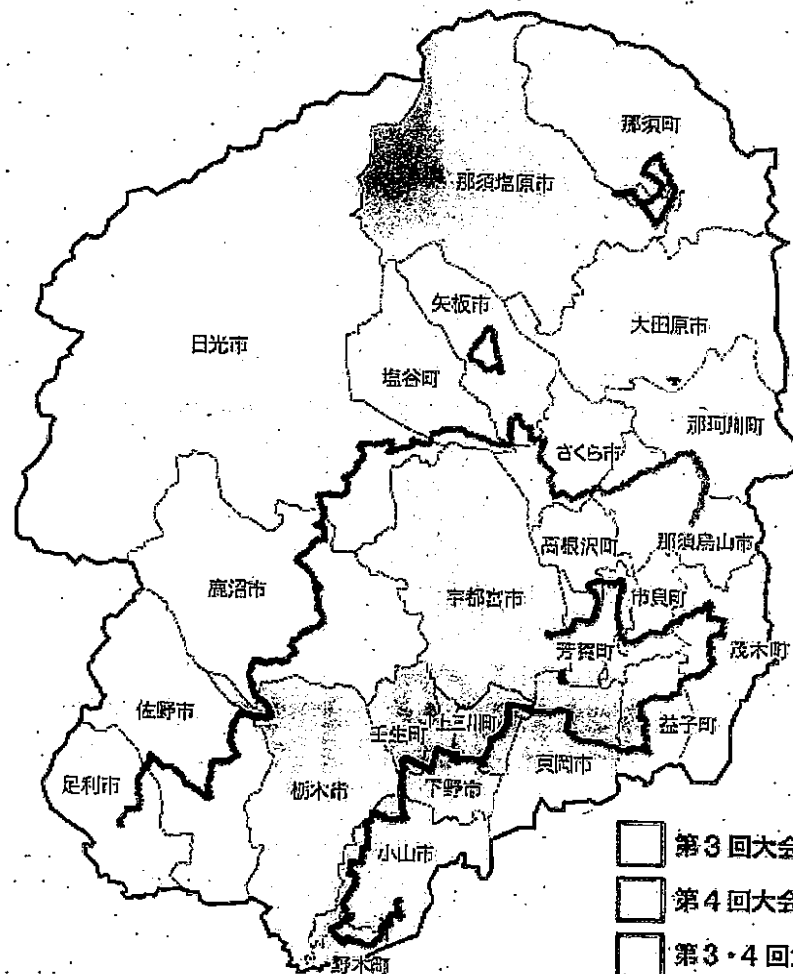 那須町
那須塩原市
矢板市
大田原市
日光市
塩谷町
那珂川町
さくら市
高根沢町
那須烏山市
鹿沼市
宇都宮市
市貝町
芳賀町
茂木町
佐野市
壬生町
上三川町
益子町
足利市
栃木市
下野市
真岡市
小山市
野木町
第3回大会
第4回大会
第3・4回